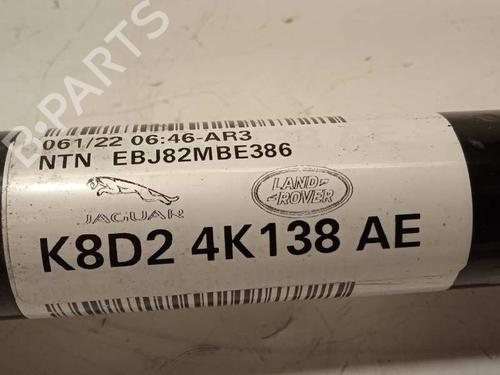 B-PARTS
061/22 06:46-AR3
NTN EBJ82MBE386
JAGUAR
LAND
ROVER
K8D2 4K138 AE